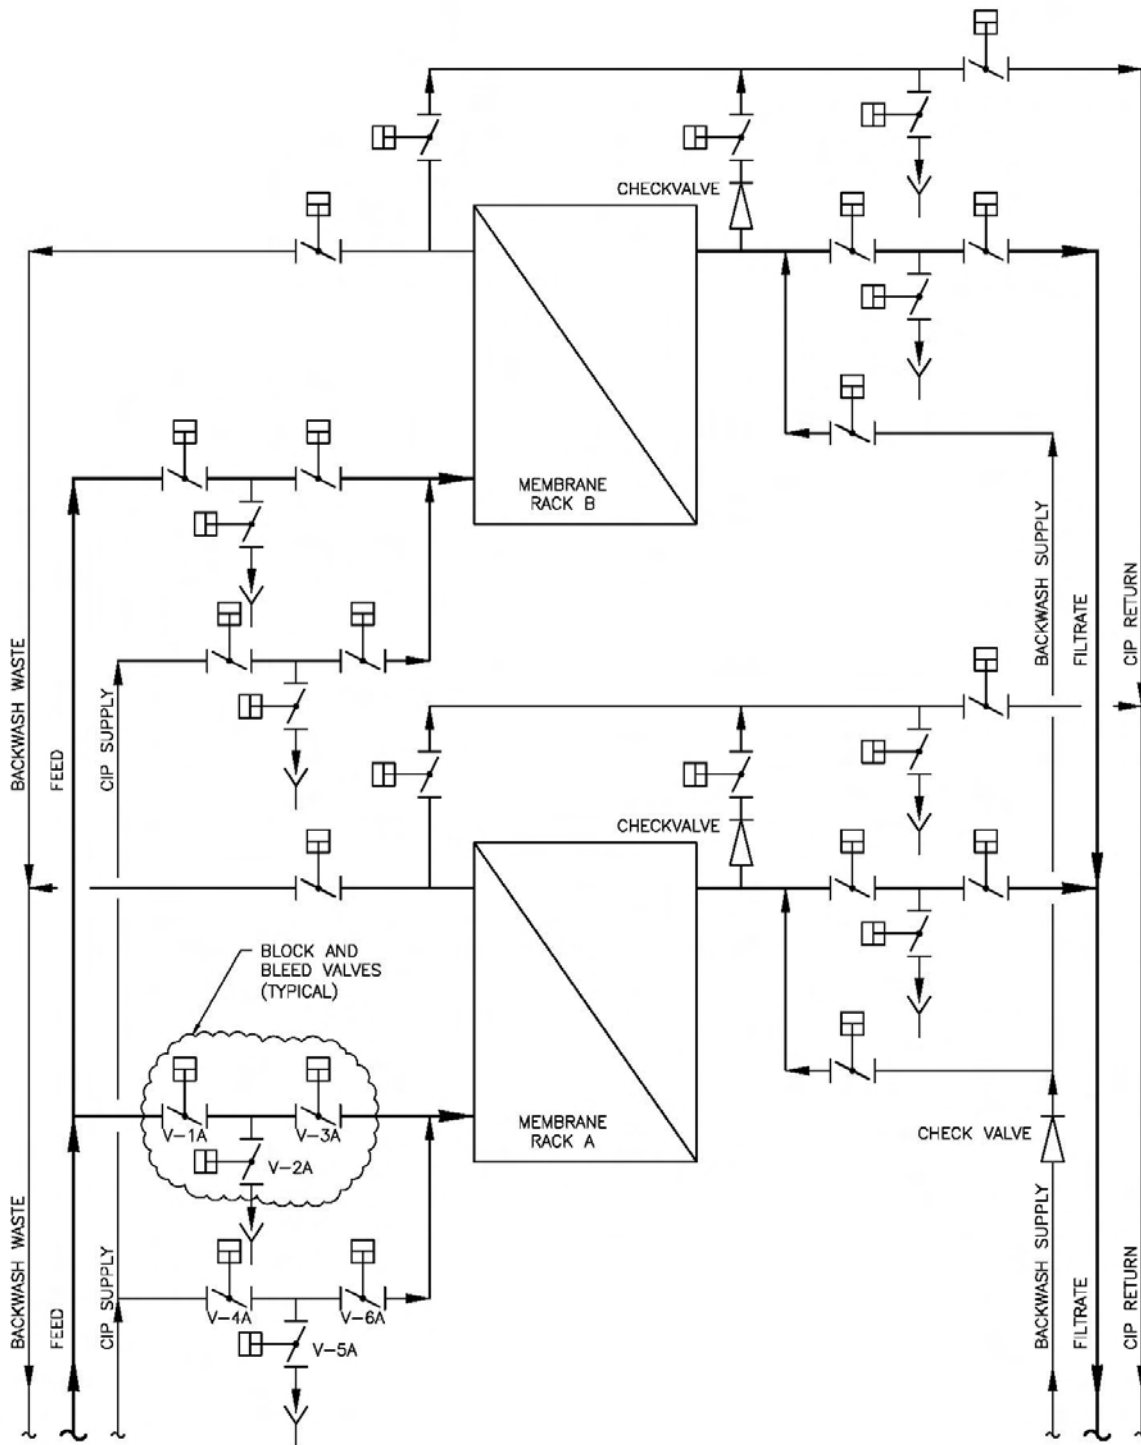 CHECKVALVE
MEMBRANE
RACK B
BACKWASH SUPPLY
FILTRATE
CIP RETURN
BACKWASH WASTE
FEED
CIP SUPPLY
CHECKVALVE
BLOCK AND
BLEED VALVES
(TYPICAL)
V-1A
V-3A
V-2A
MEMBRANE
RACK A
CHECK VALVE
BACKWASH WASTE
FEED
CIP SUPPLY
V-4A
V-6A
V-5A
BACKWASH SUPPLY
FILTRATE
CIP RETURN